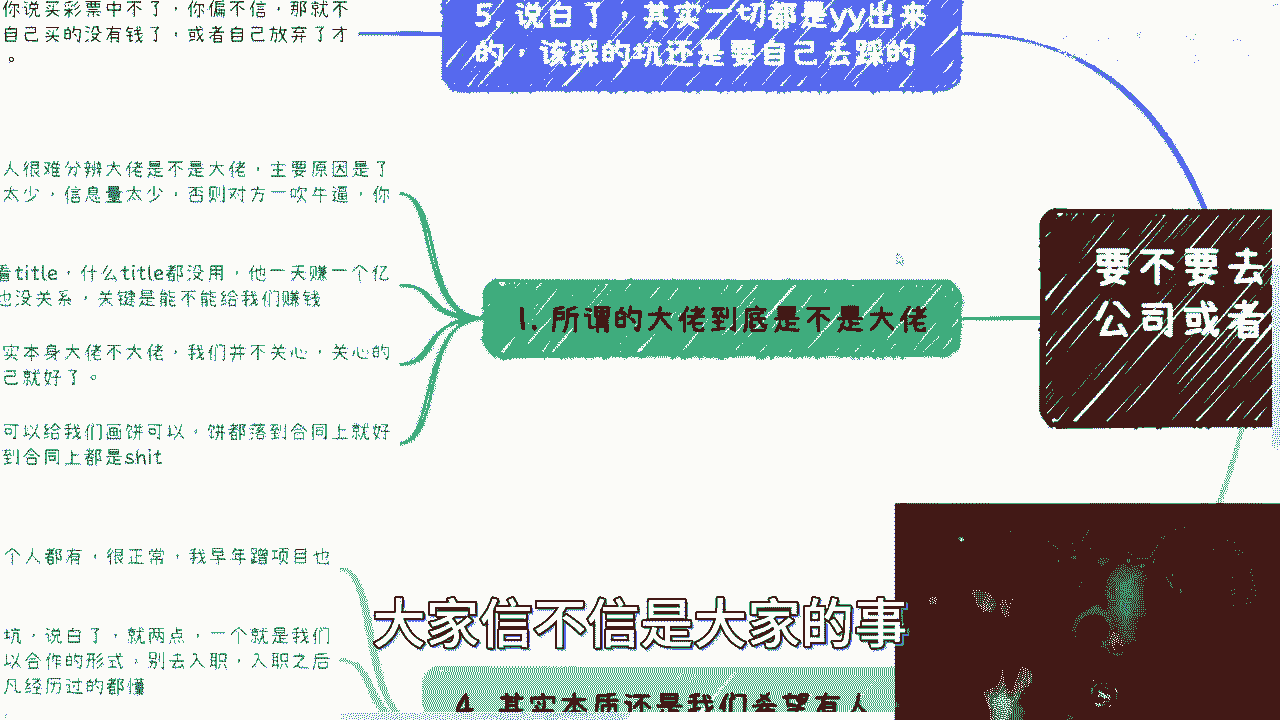 你说买彩票中不了，你偏不信，那就不
自己买的没有钱了，或者自己放弃了才
。
5. 说白了，其实一切都是yy出来
的，该踩的坑还是要自己去踩的
人很难分辨大佬是不是大佬，主要原因是了
太少，信息量太少，否则对方一吹牛逼，你
看title，什么title都没用，他一天赚一个亿
也没关系，关键是能不能给我们赚钱
实本身大佬不大佬，我们并不关心，关心的
己就好了。
可以给我们画饼可以，饼都落到合同上就好
到合同上都是shit
1. 所谓的大佬到底是不是大佬
要不要去
公司或者
个人都有，很正常，我早年蹭项目也
坑，说白了，就两点，一个就是我们
以合作的形式，别去入职，入职之后
凡经历过的都懂
大家信不信是大家的事
4. 其实本质还是我们希望有人